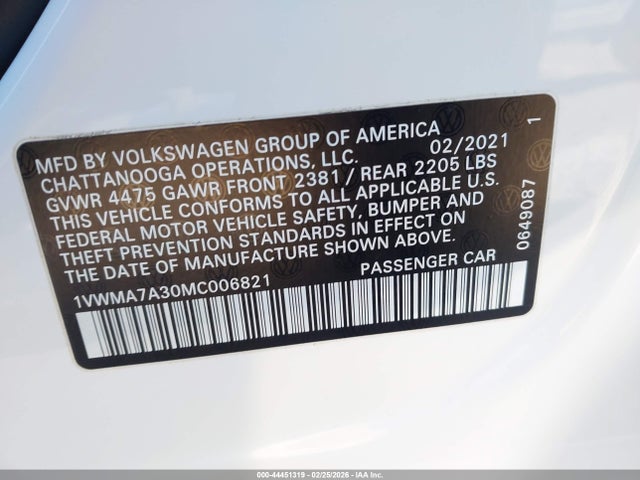 MFD BY VOLKSWAGEN GROUP OF AMERICA 02/2021 1
CHATTANOOGA OPERATIONS, LLC.
GVWR 4475 GAWR FRONT 2381 / REAR 2205 LBS
THIS VEHICLE CONFORMS TO ALL APPLICABLE U.S.
FEDERAL MOTOR VEHICLE SAFETY, BUMPER AND
THEFT PREVENTION STANDARDS IN EFFECT ON
THE DATE OF MANUFACTURE SHOWN ABOVE.
0649087
1VWMA7A30MC006821 PASSENGER CAR
000-44451319 - 02/25/2026 - IAAI.COM